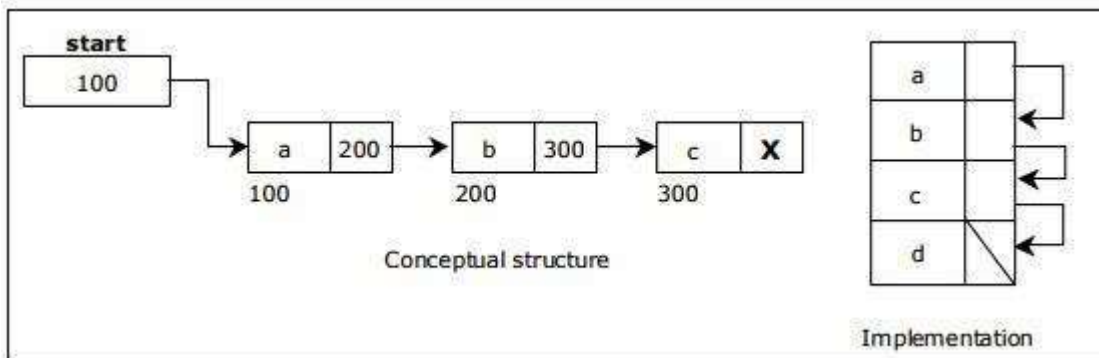 start
100
a 200
b 300
c X
100
200
300
Conceptual structure
a
b
c
d
Implementation